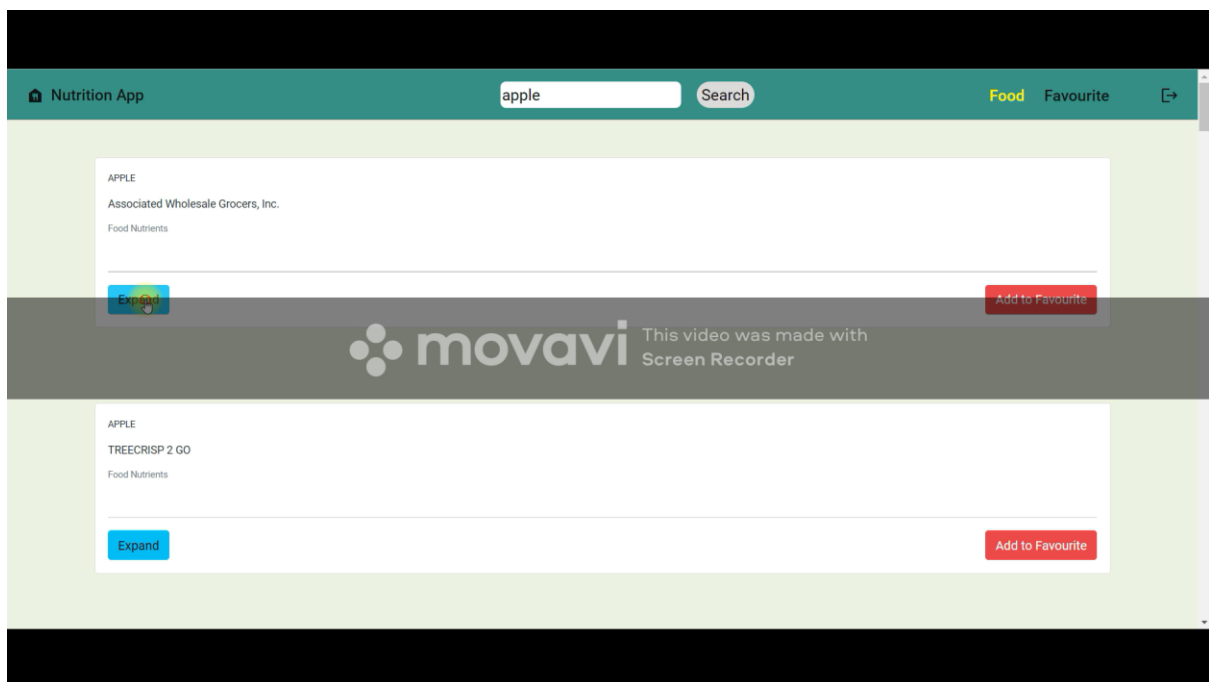 Nutrition App
apple
Search
Food
Favourite
APPLE
Associated Wholesale Grocers, Inc.
Food Nutrients
Expand
Add to Favourite
movavi
This video was made with
Screen Recorder
APPLE
TREECRISP 2 GO
Food Nutrients
Expand
Add to Favourite